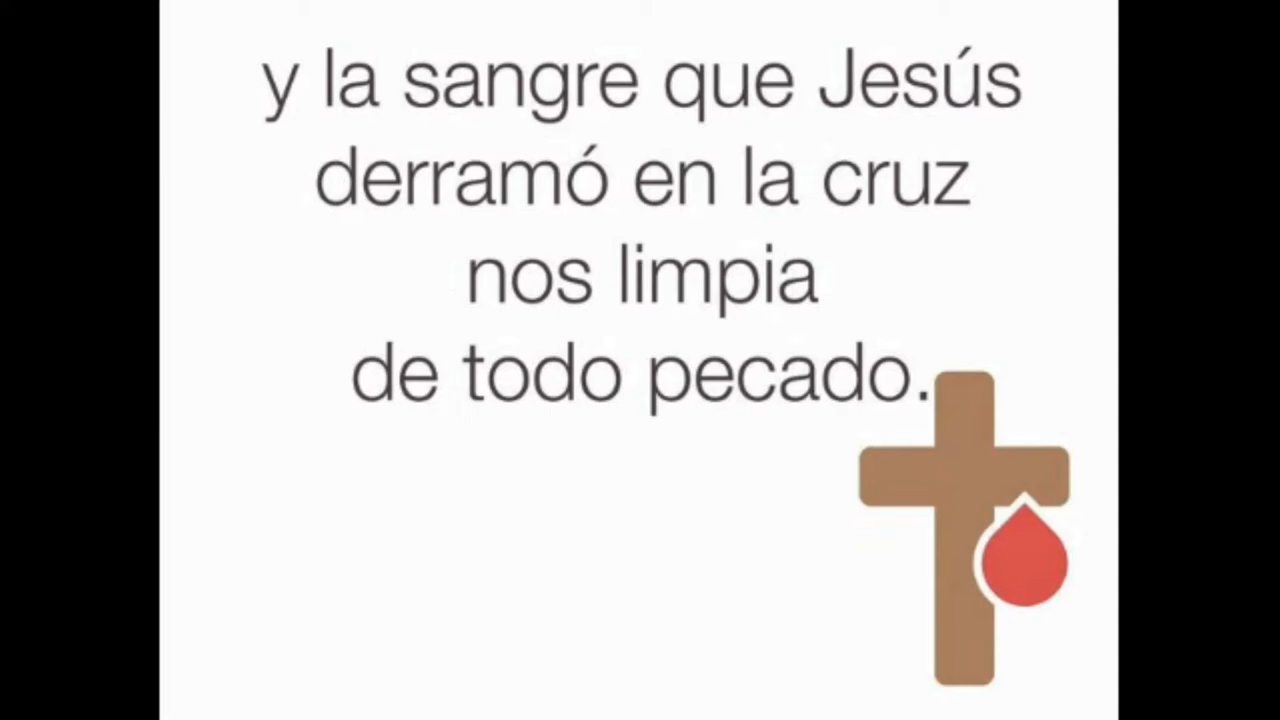 y la sangre que Jesús
derramó en la cruz
nos limpia
de todo pecado.